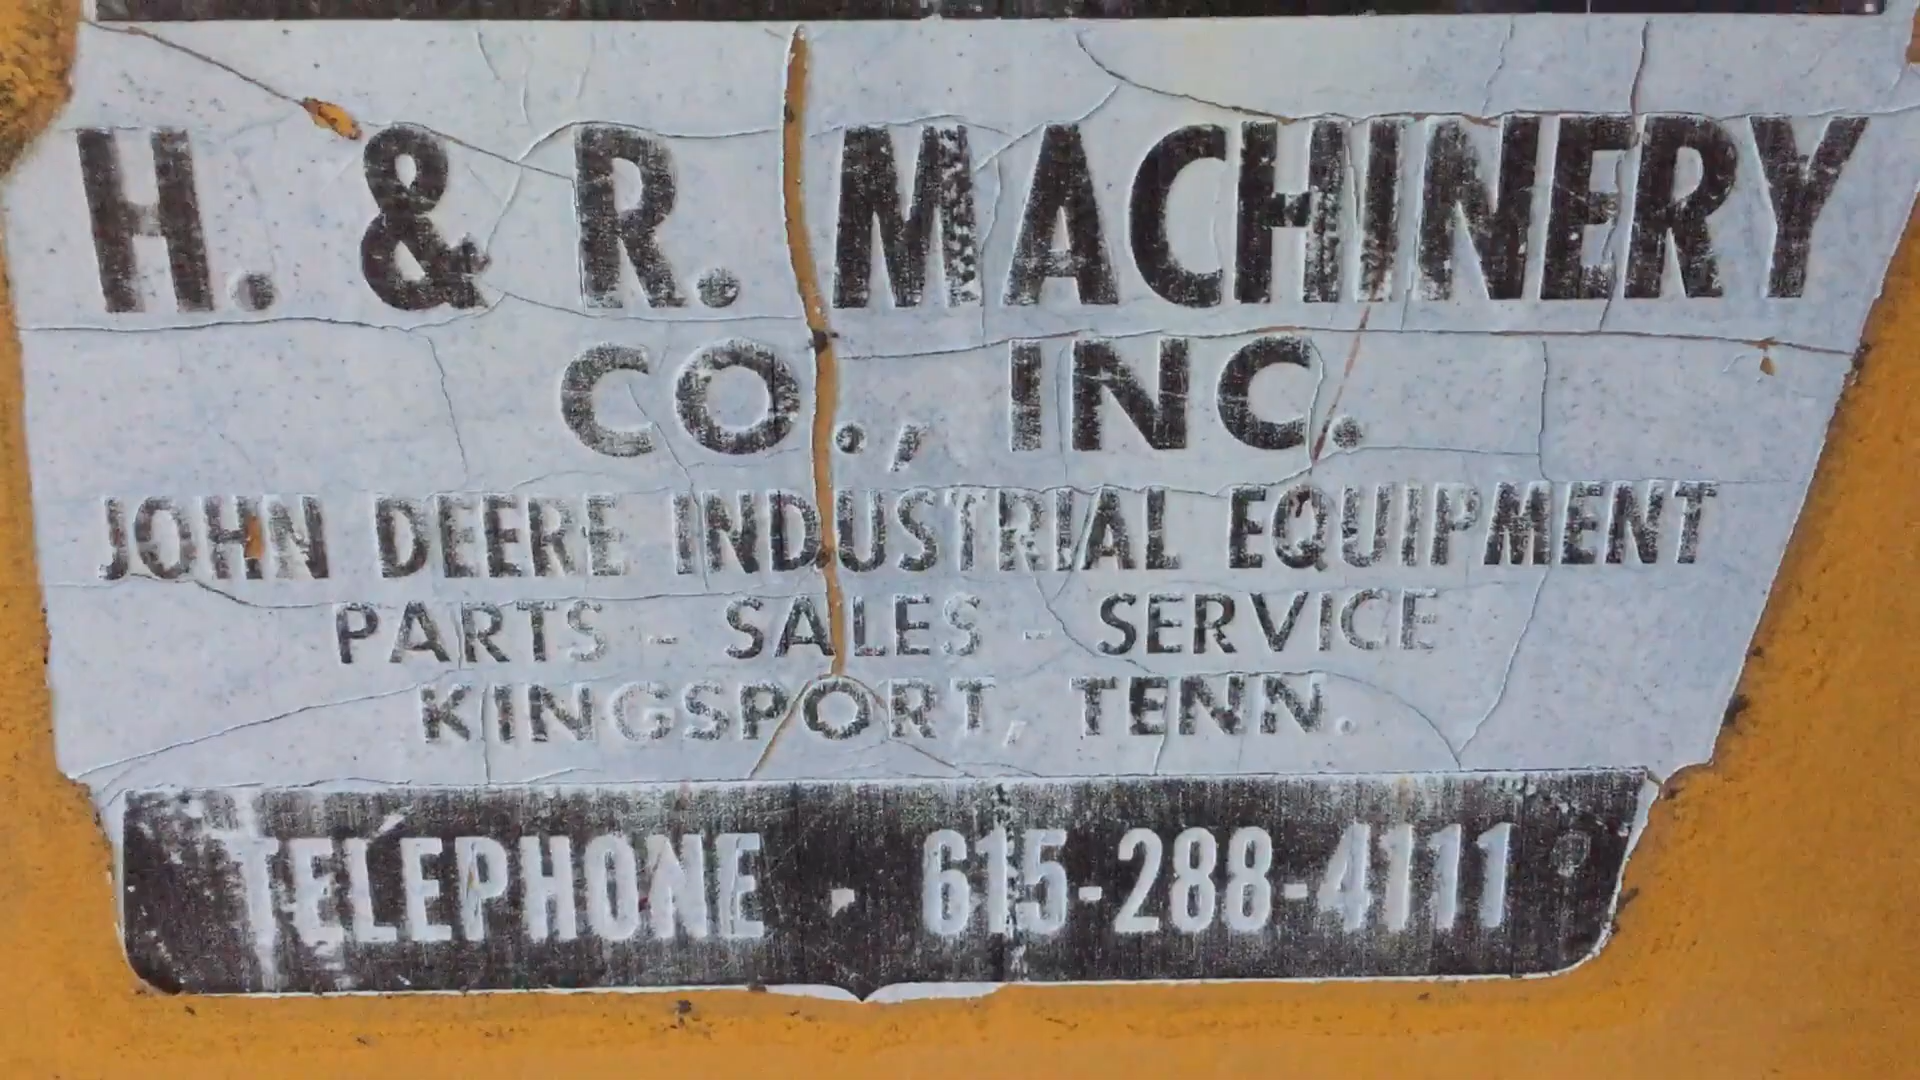 H. & R. MACHINERY
CO., INC.
JOHN DEERE INDUSTRIAL EQUIPMENT
PARTS - SALES - SERVICE
KINGSPORT, TENN.
TELEPHONE · 615-288-4111